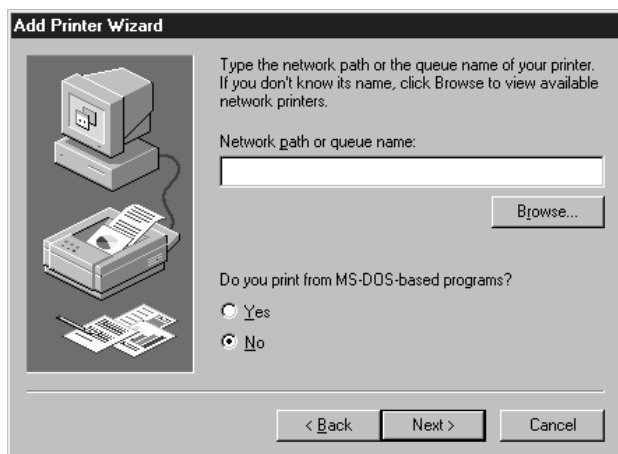 Add Printer Wizard
Type the network path or the queue name of your printer.
If you don't know its name, click Browse to view available
network printers.
Network path or queue name:
Browse...
Do you print from MS-DOS-based programs?
Yes
No
< Back
Next >
Cancel